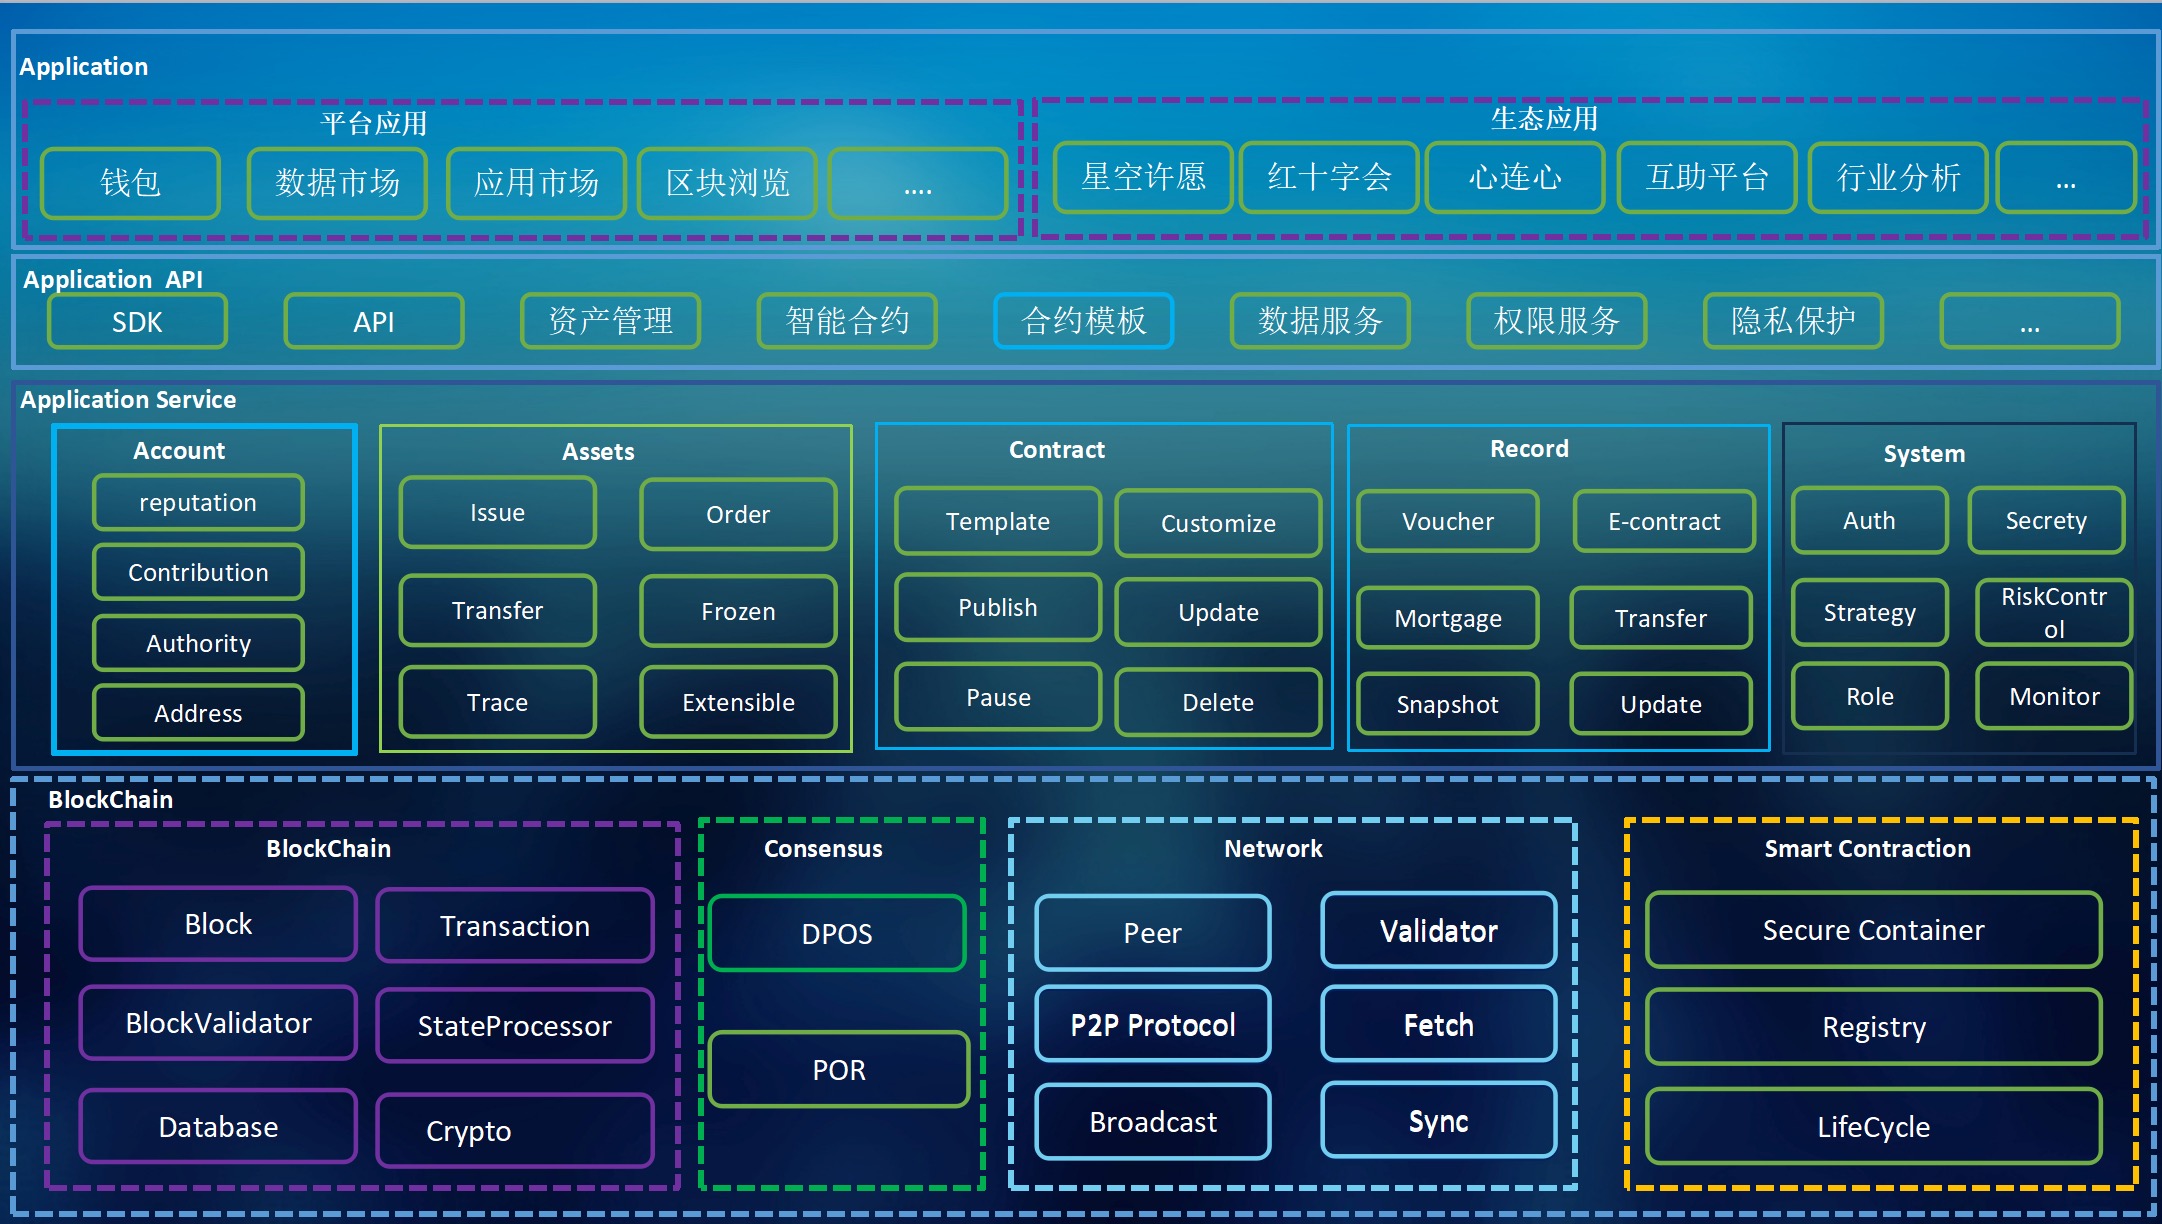 Application
平台应用
钱包
数据市场
应用市场
区块浏览
....
生态应用
星空许愿
红十字会
心连心
互助平台
行业分析
...
Application  API
SDK
API
资产管理
智能合约
合约模板
数据服务
权限服务
隐私保护
...
Application Service
Account
reputation
Contribution
Authority
Address
Assets
Issue
Order
Transfer
Frozen
Trace
Extensible
Contract
Template
Customize
Publish
Update
Pause
Delete
Record
Voucher
E-contract
Mortgage
Transfer
Snapshot
Update
System
Auth
Secrety
Strategy
RiskContr
ol
Role
Monitor
BlockChain
BlockChain
Block
Transaction
BlockValidator
StateProcessor
Database
Crypto
Consensus
DPOS
POR
Network
Peer
Validator
P2P Protocol
Fetch
Broadcast
Sync
Smart Contraction
Secure Container
Registry
LifeCycle